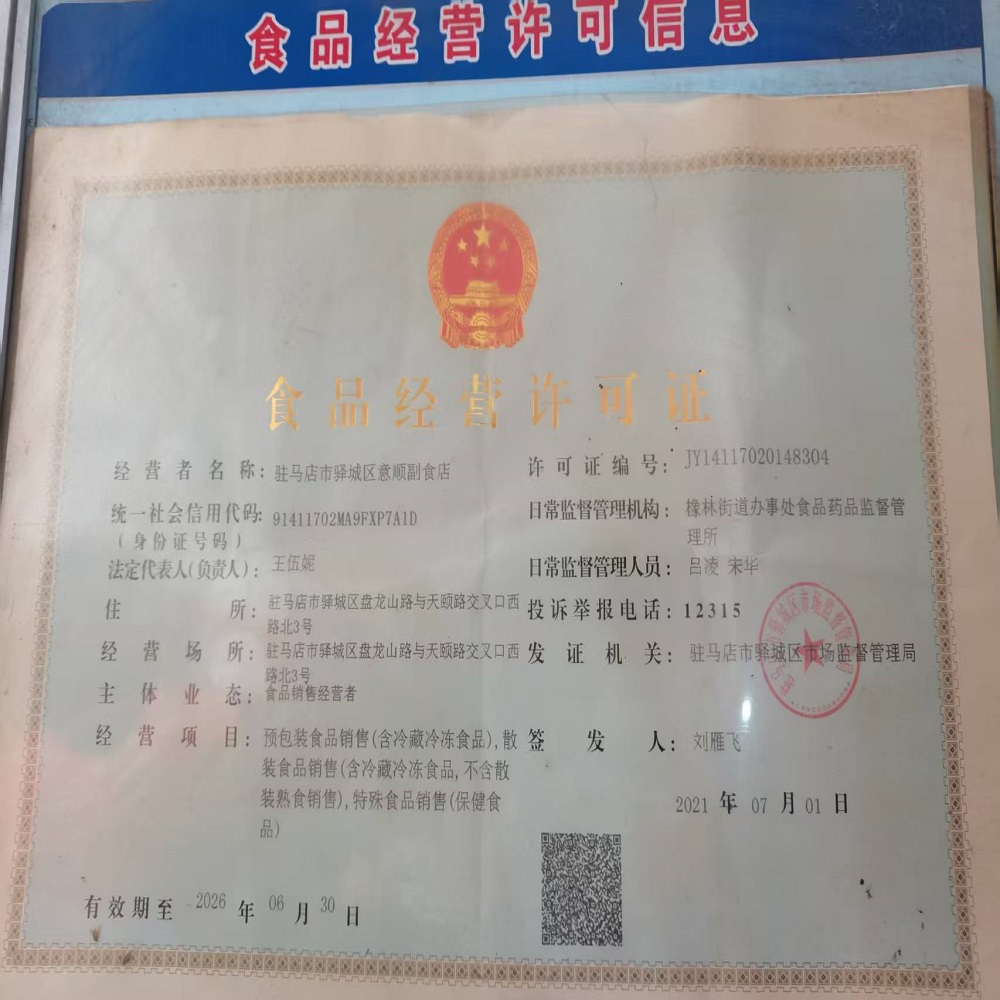 食品经营许可信息
食品经营许可证
经营者名称：驻马店市驿城区意顺副食店
统一社会信用代码：91411702MA9FXP7A1D
（身份证号码）
法定代表人（负责人）：王伍妮
住所：驻马店市驿城区盘龙山路与天颐路交叉口西
路北3号
经营场所：驻马店市驿城区盘龙山路与天颐路交叉口西
路北3号
主体业态：食品销售经营者
经营项目：预包装食品销售(含冷藏冷冻食品),散
装食品销售(含冷藏冷冻食品,不含散
装熟食销售),特殊食品销售(保健食
品)
有效期至 2026 年 06 月 30 日
许可证编号：JY14117020148304
日常监督管理机构：橡林街道办事处食品药品监督管
理所
日常监督管理人员：吕凌 宋华
投诉举报电话：12315
发证机关：驻马店市驿城区市场监督管理局
签发人：刘雁飞
2021 年 07 月 01 日